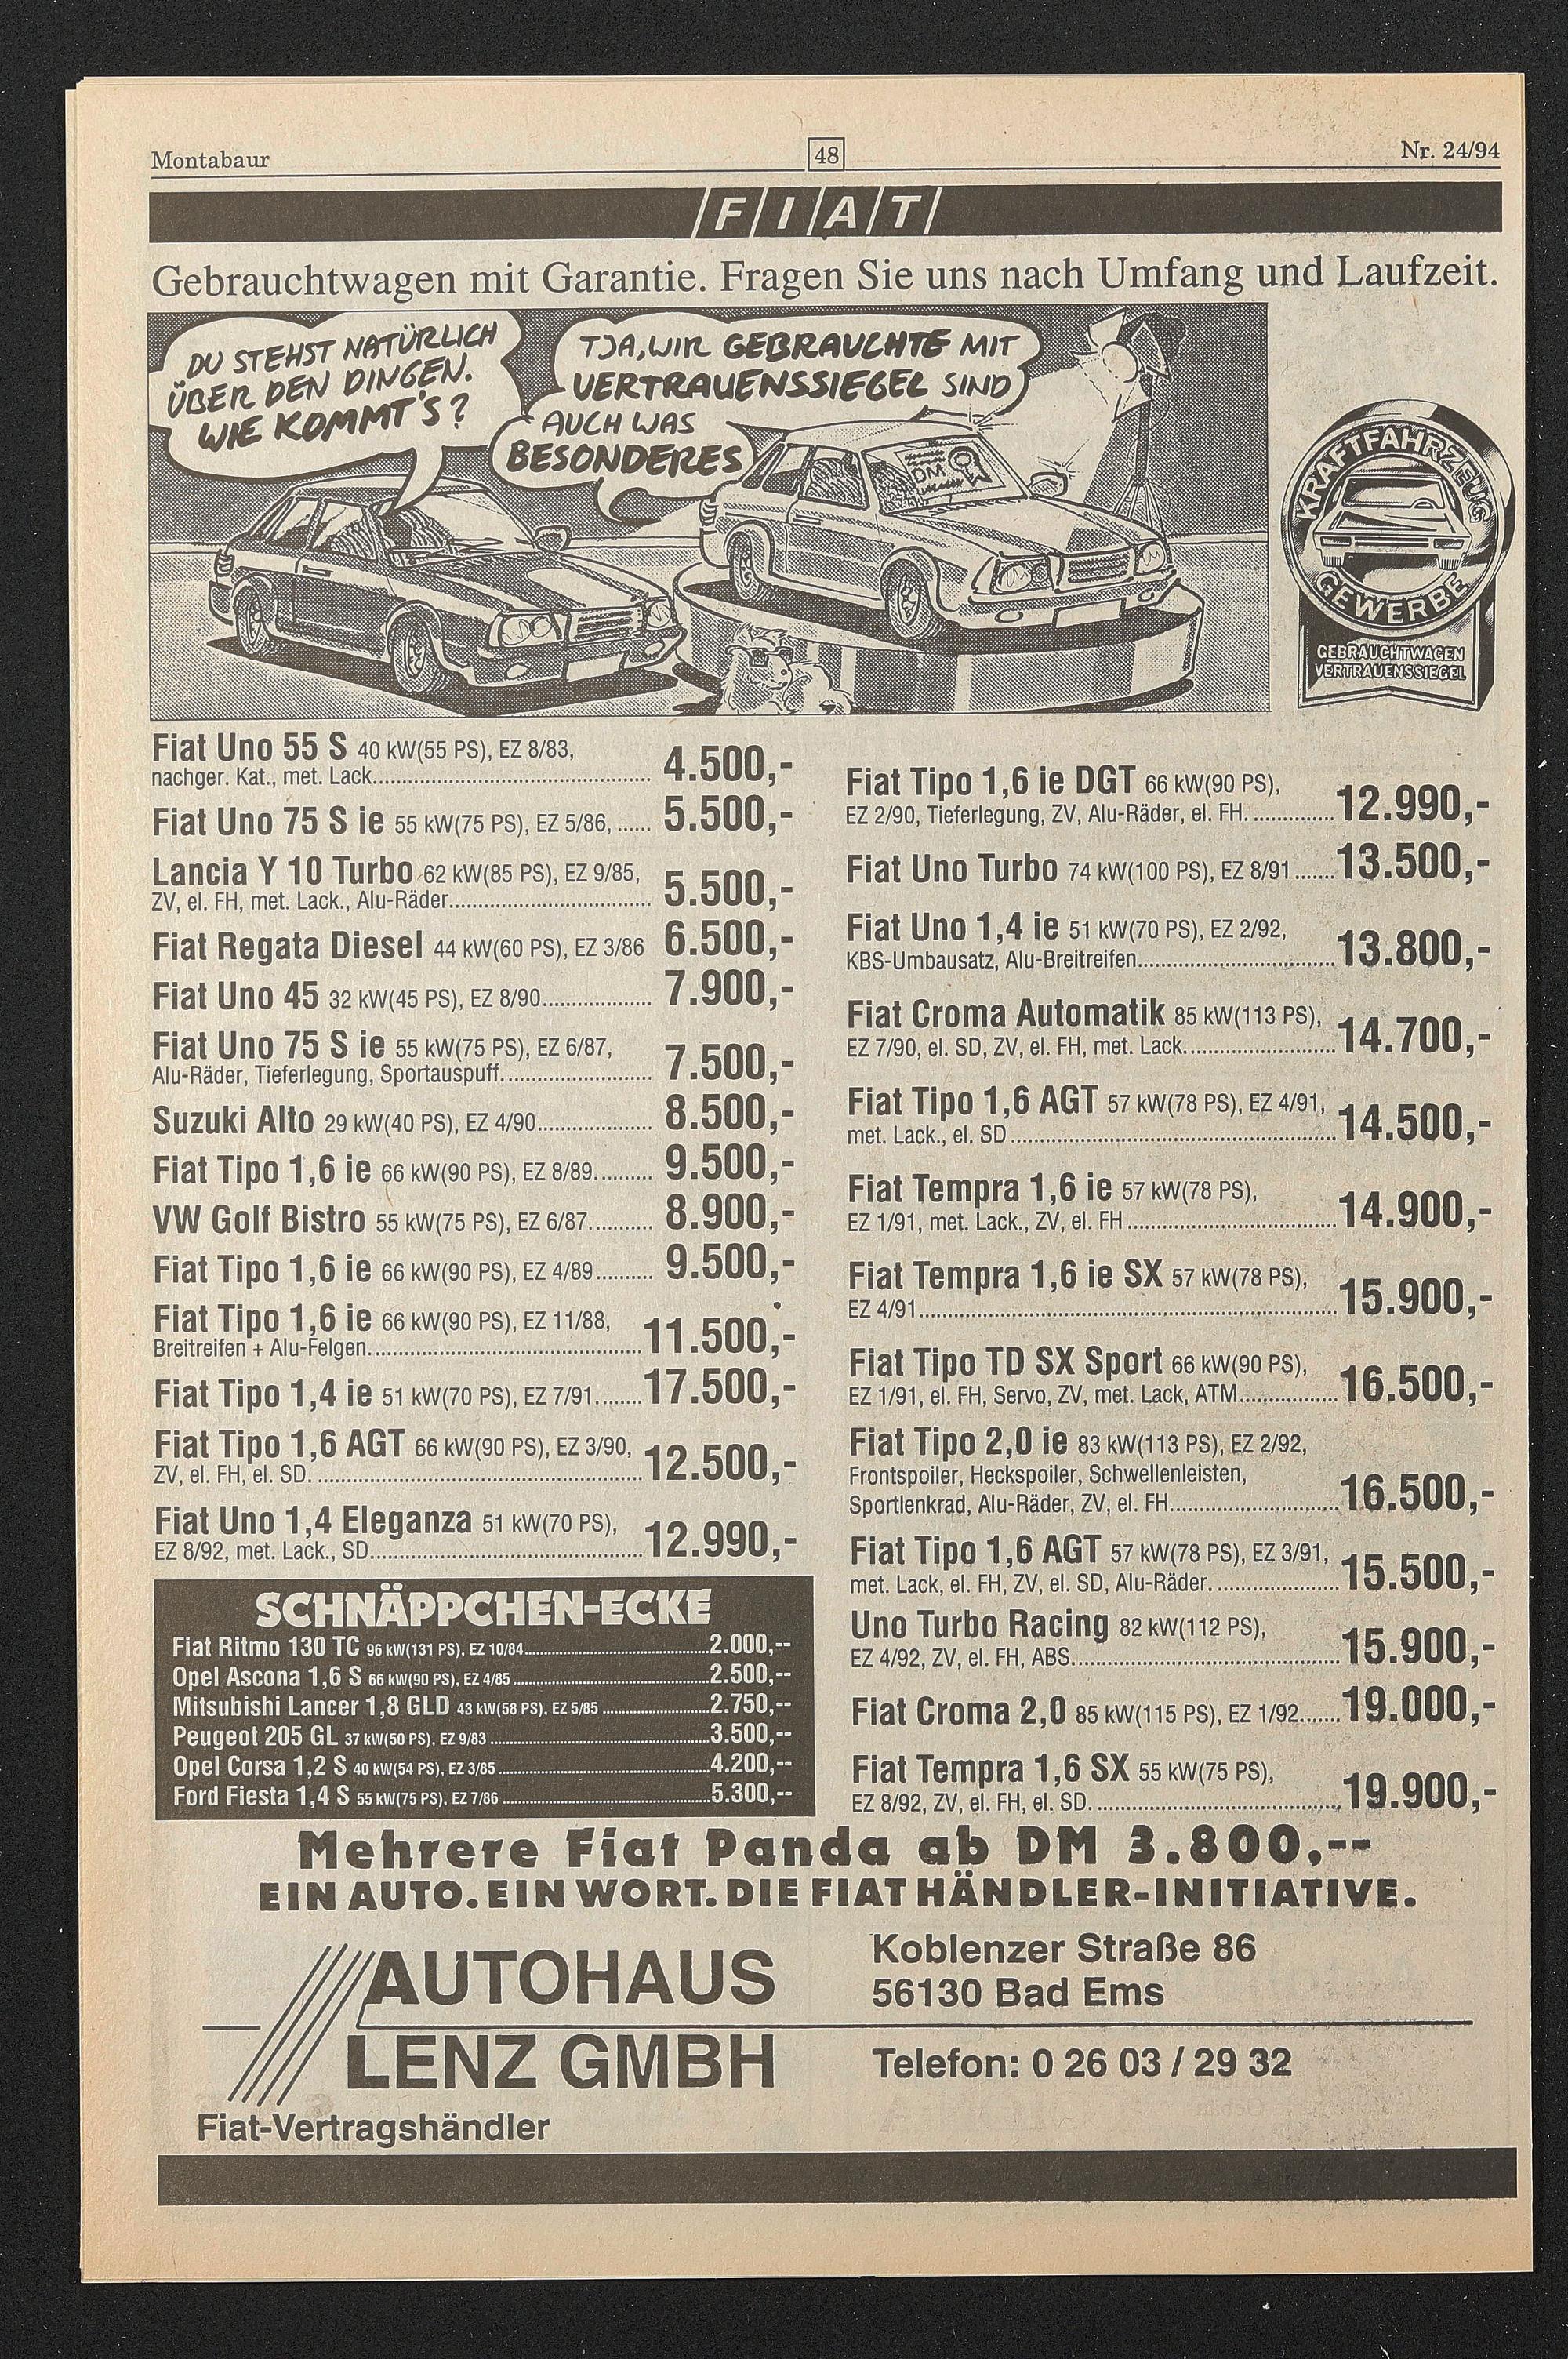 Montabaur
48
Nr. 24/94
FIAT
Gebrauchtwagen mit Garantie. Fragen Sie uns nach Umfang und Laufzeit.
DU STEHST NATÜRLICH
ÜBER DEN DINGEN.
WIE KOMMT'S?
TJA, WIR GEBRAUCHTE MIT
VERTRAUENSSIEGEL SIND
AUCH WAS
BESONDERES
DM
KRAFTFAHRZEUG
GEWERBE
GEBRAUCHTWAGEN
VERTRAUENSSIEGEL
Fiat Uno 55 S 40 kW(55 PS), EZ 8/83,
nachger. Kat., met. Lack.......... 4.500,-
Fiat Uno 75 S ie 55 kW(75 PS), EZ 5/86, ...... 5.500,-
Lancia Y 10 Turbo 62 kW(85 PS), EZ 9/85,
ZV, el. FH, met. Lack., Alu-Räder.......... 5.500,-
Fiat Regata Diesel 44 kW(60 PS), EZ 3/86 6.500,-
Fiat Uno 45 32 kW(45 PS), EZ 8/90.......... 7.900,-
Fiat Uno 75 S ie 55 kW(75 PS), EZ 6/87,
Alu-Räder, Tieferlegung, Sportauspuff.......... 7.500,-
Suzuki Alto 29 kW(40 PS), EZ 4/90.......... 8.500,-
Fiat Tipo 1,6 ie 66 kW(90 PS), EZ 8/89.......... 9.500,-
VW Golf Bistro 55 kW(75 PS), EZ 6/87.......... 8.900,-
Fiat Tipo 1,6 ie 66 kW(90 PS), EZ 4/89.......... 9.500,-
Fiat Tipo 1,6 ie 66 kW(90 PS), EZ 11/88,
Breitreifen + Alu-Felgen.......... 11.500,-
Fiat Tipo 1,4 ie 51 kW(70 PS), EZ 7/91........ 17.500,-
Fiat Tipo 1,6 AGT 66 kW(90 PS), EZ 3/90,
ZV, el. FH, el. SD. .......... 12.500,-
Fiat Uno 1,4 Eleganza 51 kW(70 PS),
EZ 8/92, met. Lack., SD.......... 12.990,-
SCHNÄPPCHEN-ECKE
Fiat Ritmo 130 TC 96 kW(131 PS), EZ 10/84.......... 2.000,--
Opel Ascona 1,6 S 66 kW(90 PS), EZ 4/85.......... 2.500,--
Mitsubishi Lancer 1,8 GLD 43 kW(58 PS), EZ 5/85.......... 2.750,--
Peugeot 205 GL 37 kW(50 PS), EZ 9/83.......... 3.500,--
Opel Corsa 1,2 S 40 kW(54 PS), EZ 3/85.......... 4.200,--
Ford Fiesta 1,4 S 55 kW(75 PS), EZ 7/86.......... 5.300,--
Fiat Tipo 1,6 ie DGT 66 kW(90 PS),
EZ 2/90, Tieferlegung, ZV, Alu-Räder, el. FH. .......... 12.990,-
Fiat Uno Turbo 74 kW(100 PS), EZ 8/91....... 13.500,-
Fiat Uno 1,4 ie 51 kW(70 PS), EZ 2/92,
KBS-Umbausatz, Alu-Breitreifen.......... 13.800,-
Fiat Croma Automatik 85 kW(113 PS),
EZ 7/90, el. SD, ZV, el. FH, met. Lack.......... 14.700,-
Fiat Tipo 1,6 AGT 57 kW(78 PS), EZ 4/91,
met. Lack., el. SD.......... 14.500,-
Fiat Tempra 1,6 ie 57 kW(78 PS),
EZ 1/91, met. Lack., ZV, el. FH.......... 14.900,-
Fiat Tempra 1,6 ie SX 57 kW(78 PS),
EZ 4/91.......... 15.900,-
Fiat Tipo TD SX Sport 66 kW(90 PS),
EZ 1/91, el. FH, Servo, ZV, met. Lack, ATM.......... 16.500,-
Fiat Tipo 2,0 ie 83 kW(113 PS), EZ 2/92,
Frontspoiler, Heckspoiler, Schwellenleisten,
Sportlenkrad, Alu-Räder, ZV, el. FH.......... 16.500,-
Fiat Tipo 1,6 AGT 57 kW(78 PS), EZ 3/91,
met. Lack, el. FH, ZV, el. SD, Alu-Räder. .......... 15.500,-
Uno Turbo Racing 82 kW(112 PS),
EZ 4/92, ZV, el. FH, ABS.......... 15.900,-
Fiat Croma 2,0 85 kW(115 PS), EZ 1/92....... 19.000,-
Fiat Tempra 1,6 SX 55 kW(75 PS),
EZ 8/92, ZV, el. FH, el. SD. .......... 19.900,-
Mehrere Fiat Panda ab DM 3.800,--
EIN AUTO. EIN WORT. DIE FIAT HÄNDLER-INITIATIVE.
AUTOHAUS
LENZ GMBH
Fiat-Vertragshändler
Koblenzer Straße 86
56130 Bad Ems
Telefon: 0 26 03 / 29 32